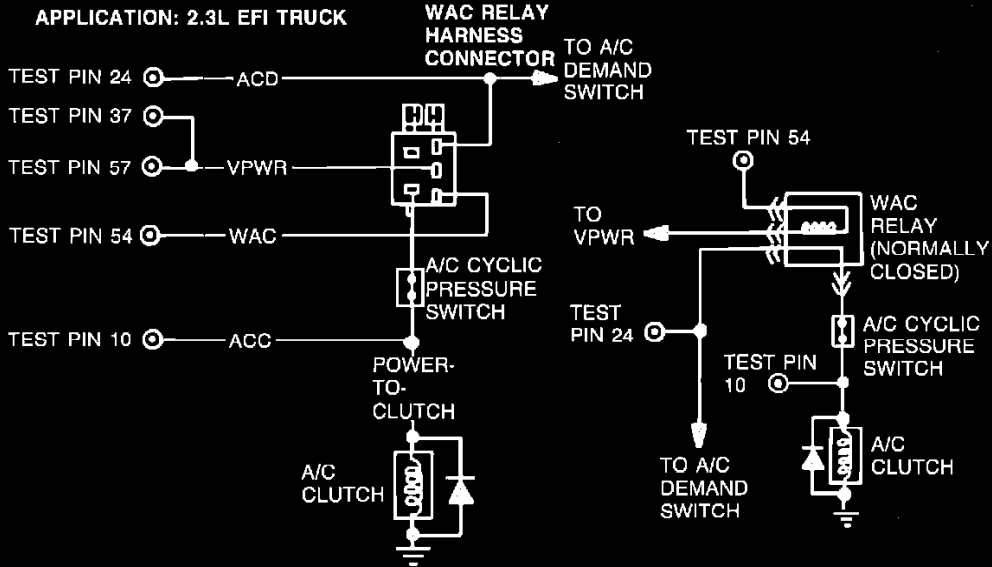 APPLICATION: 2.3L EFI TRUCK
WAC RELAY
HARNESS
CONNECTOR
TO A/C
DEMAND
SWITCH
TEST PIN 24
ACD
TEST PIN 37
TEST PIN 57
VPWR
TEST PIN 54
WAC
A/C CYCLIC
PRESSURE
SWITCH
TEST PIN 10
ACC
POWER-
TO-
CLUTCH
A/C
CLUTCH
TEST PIN 54
TO
VPWR
WAC
RELAY
(NORMALLY
CLOSED)
TEST
PIN 24
A/C CYCLIC
PRESSURE
SWITCH
TEST PIN
10
A/C
CLUTCH
TO A/C
DEMAND
SWITCH